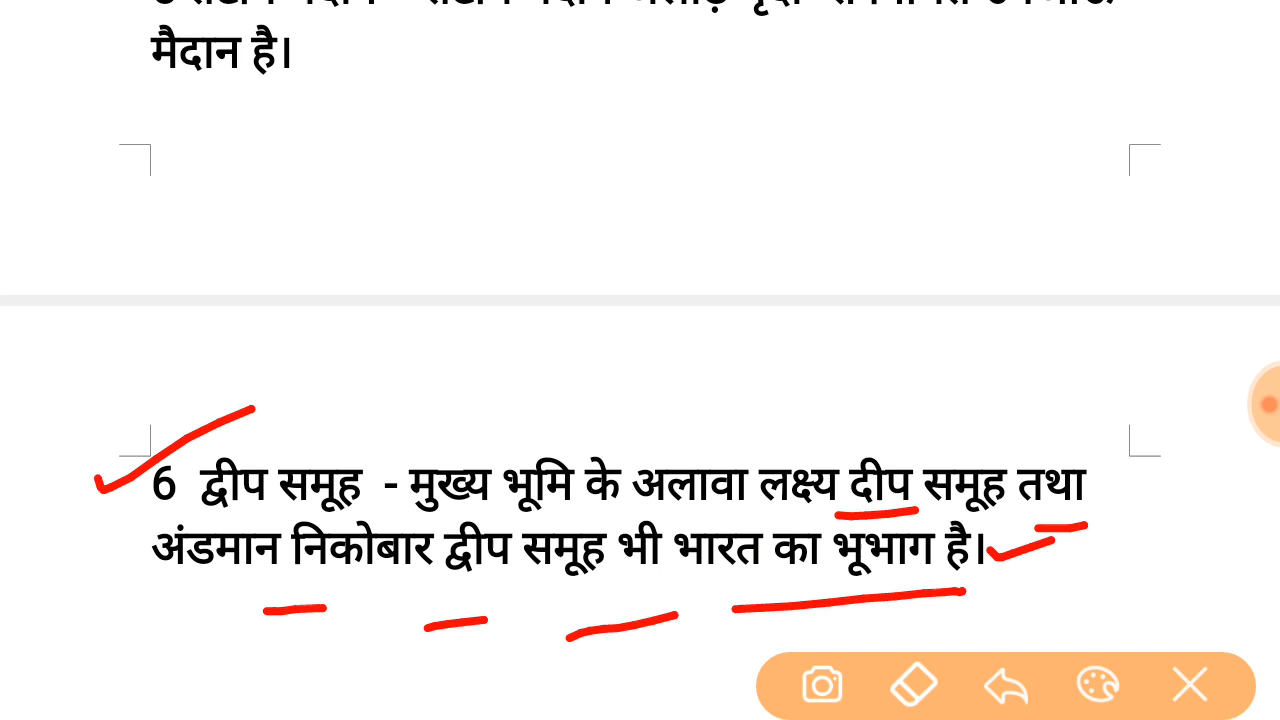 मैदान है।
6 द्वीप समूह - मुख्य भूमि के अलावा लक्ष्य दीप समूह तथा
अंडमान निकोबार द्वीप समूह भी भारत का भूभाग है।